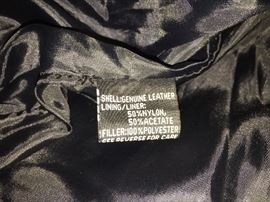 SHELL:GENUINE LEATHER
LINING/LINER:
50%NYLON,
50%ACETATE
FILLER:100%POLYESTER
SEE REVERSE FOR CARE